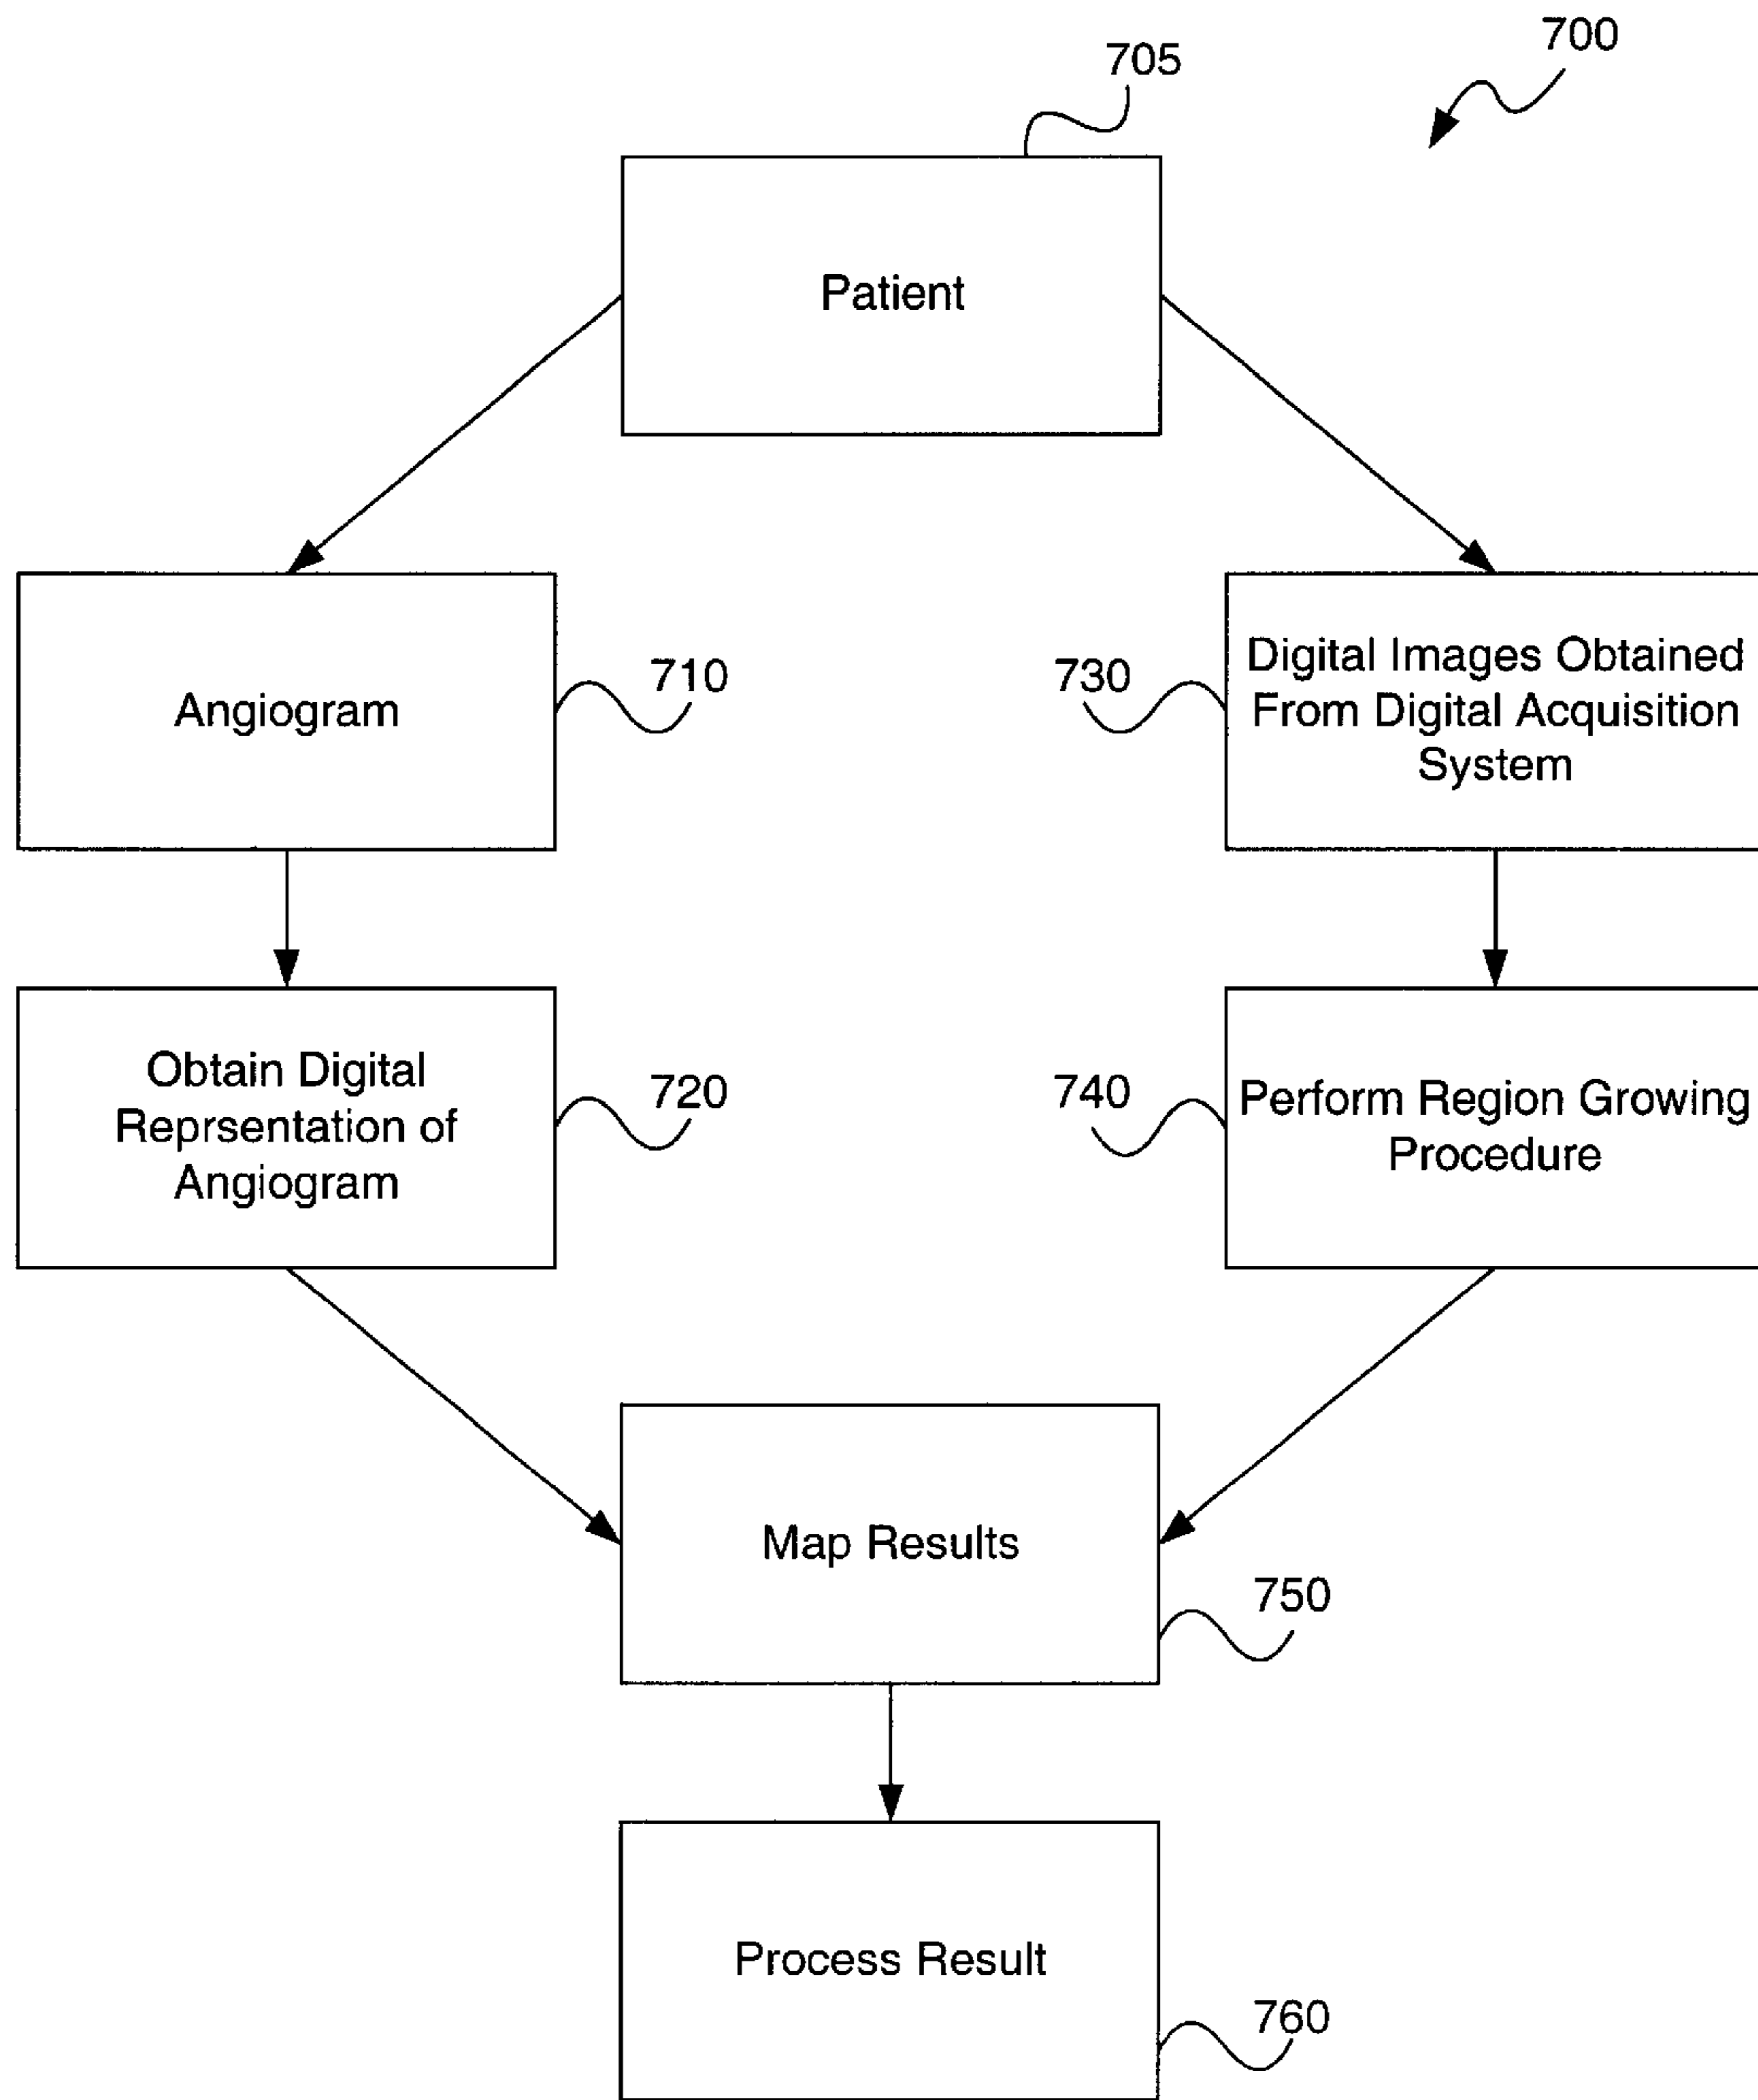 700
705
Patient
Angiogram
710
730
Digital Images Obtained
From Digital Acquisition
System
Obtain Digital
Reprsentation of
Angiogram
720
740
Perform Region Growing
Procedure
Map Results
750
Process Result
760